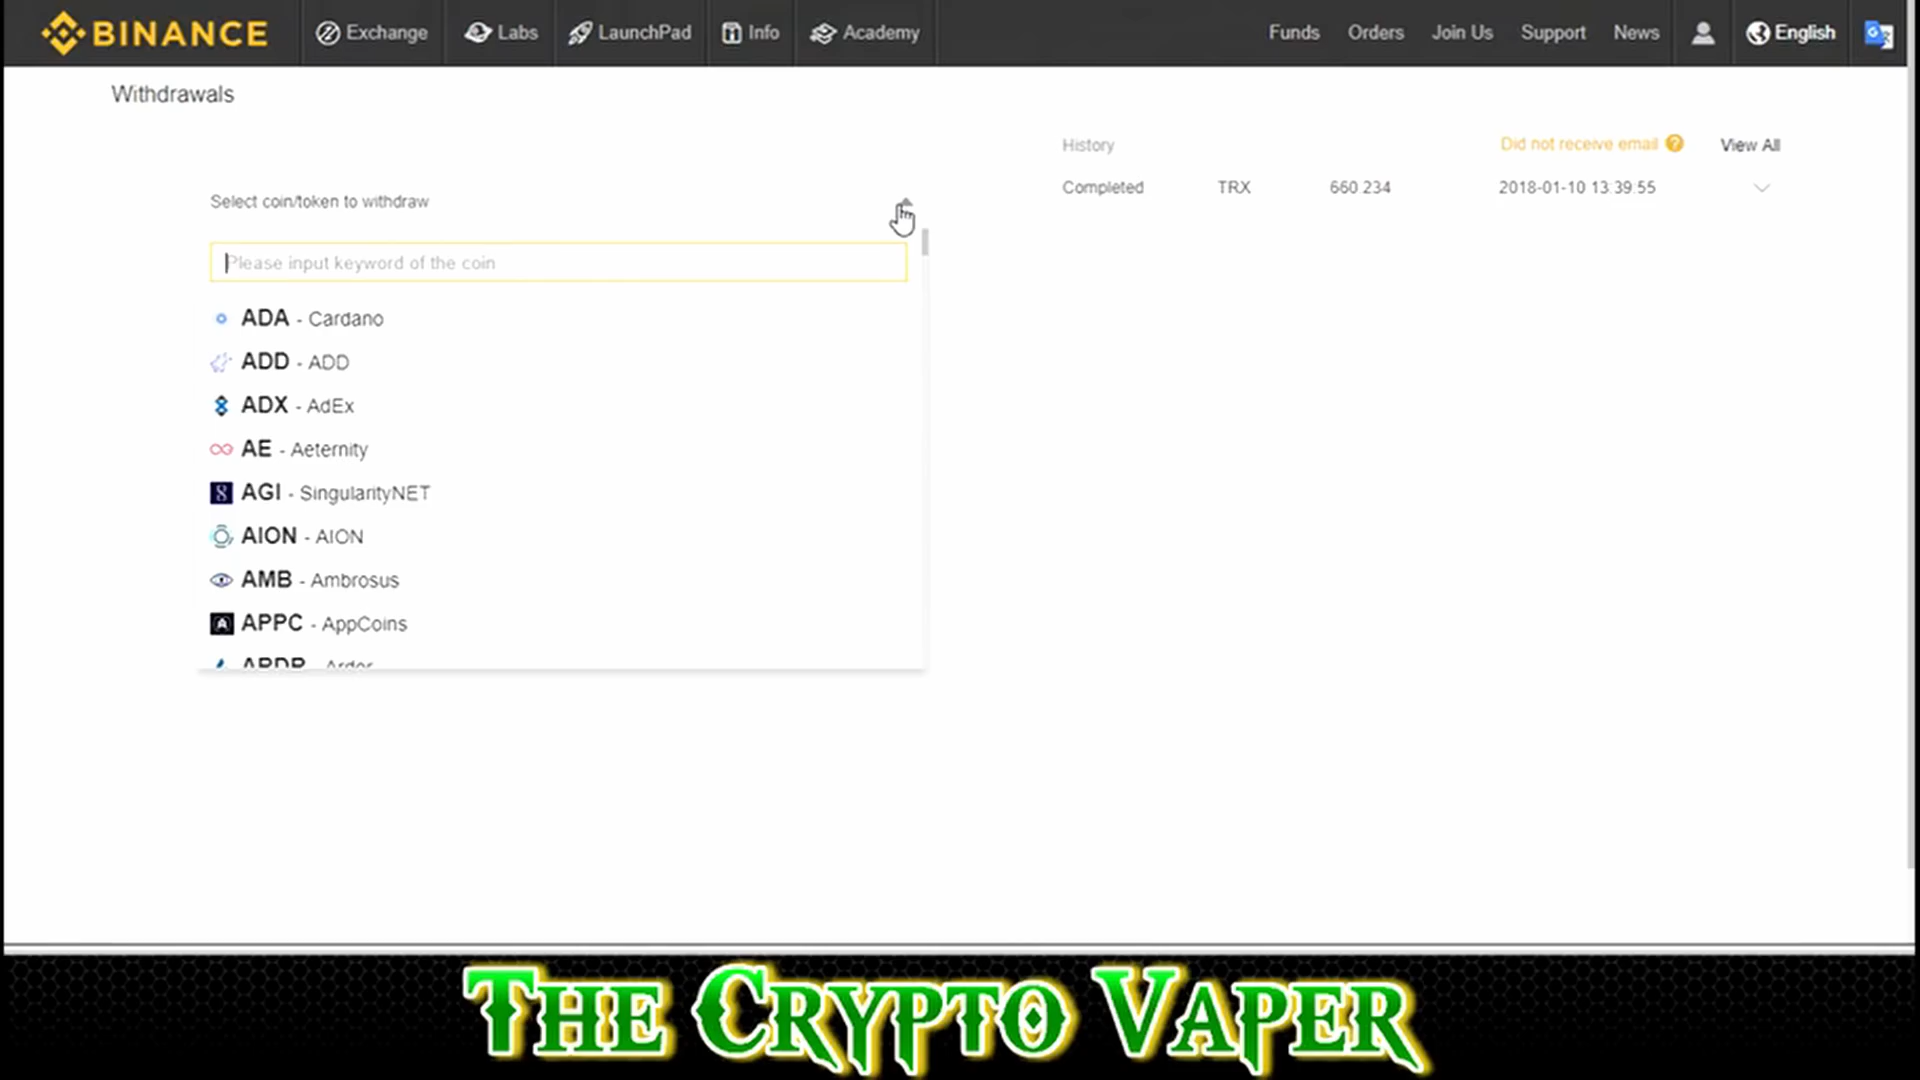 BINANCE Exchange Labs LaunchPad Info Academy Funds Orders Join Us Support News English
Withdrawals
History Did not receive email ? View All
Completed TRX 660.234 2018-01-10 13:39:55
Select coin/token to withdraw
Please input keyword of the coin
ADA - Cardano
ADD - ADD
ADX - AdEx
AE - Aeternity
AGI - SingularityNET
AION - AION
AMB - Ambrosus
APPC - AppCoins
ARDR - Ardor
THE CRYPTO VAPER